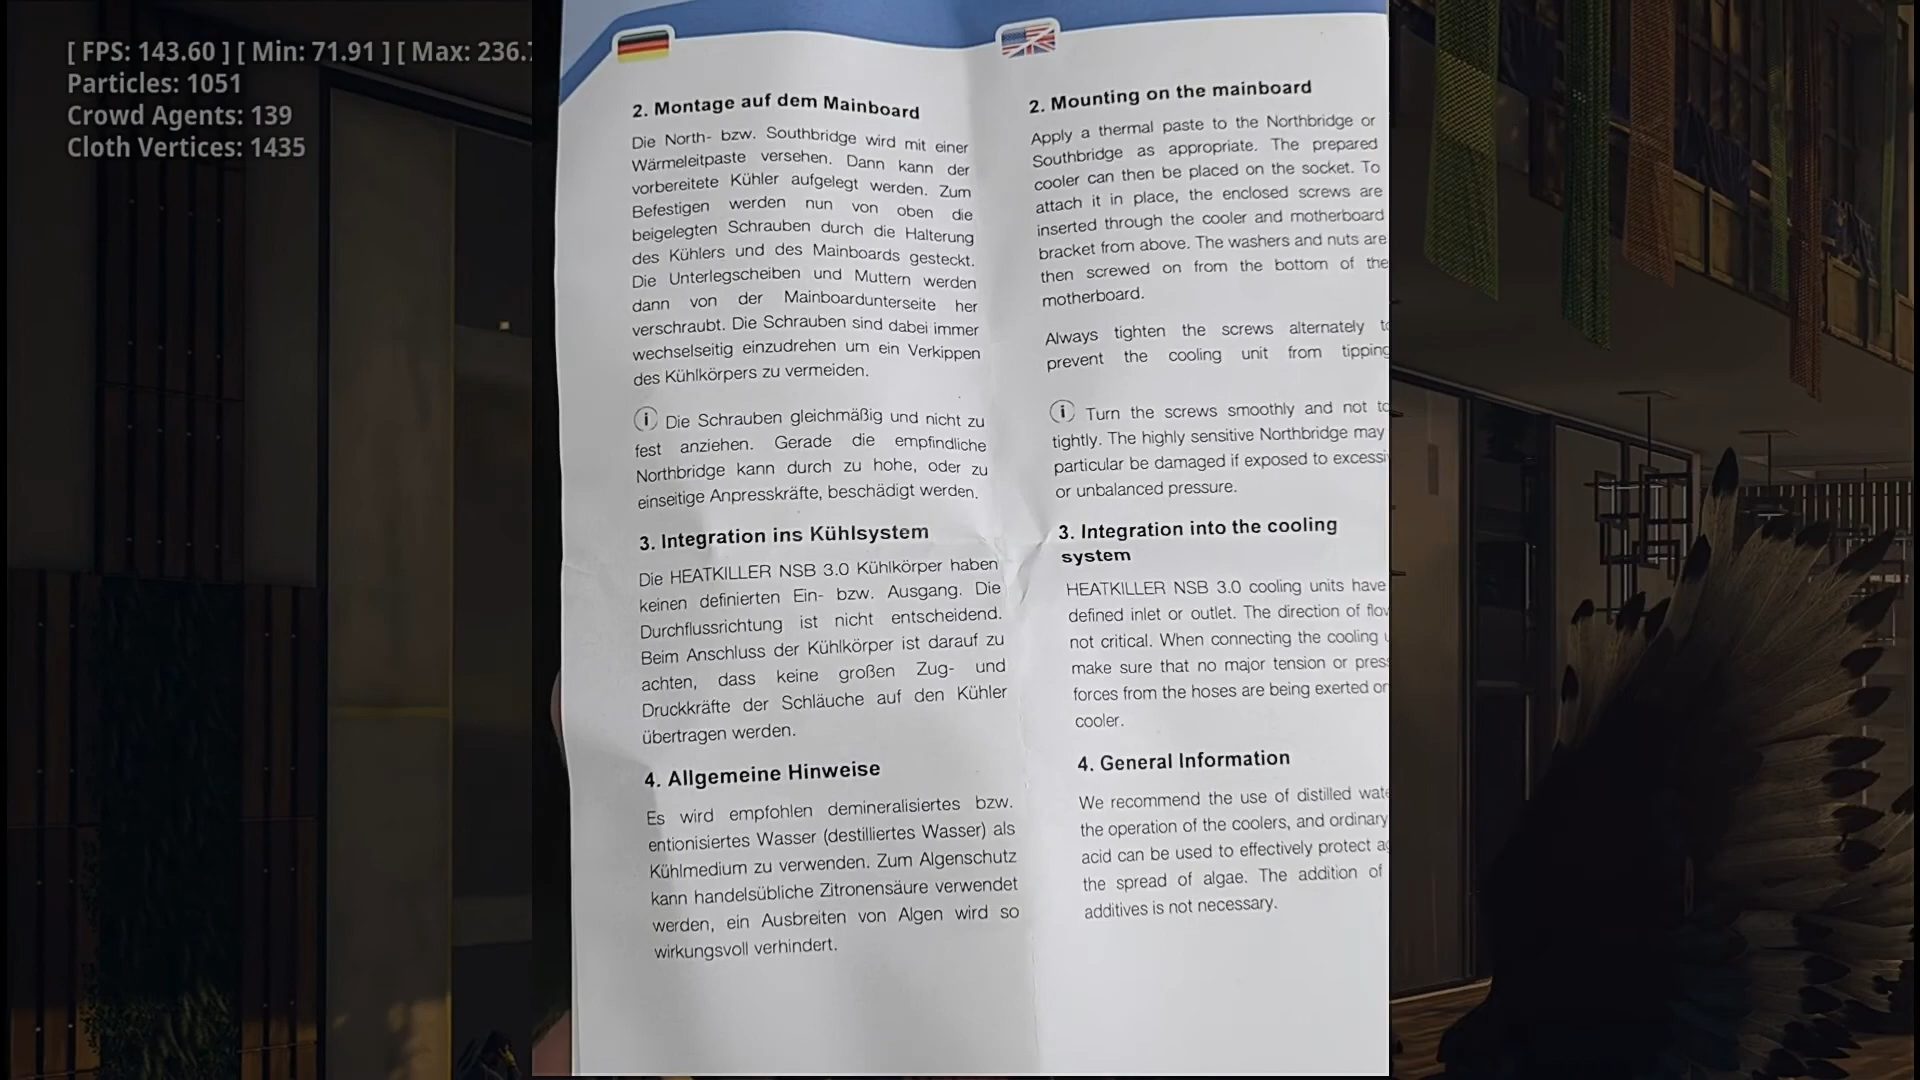 [ FPS: 143.60 ] [ Min: 71.91 ] [ Max: 236.
Particles: 1051
Crowd Agents: 139
Cloth Vertices: 1435
2. Montage auf dem Mainboard
Die North- bzw. Southbridge wird mit einer
Wärmeleitpaste versehen. Dann kann der
vorbereitete Kühler aufgelegt werden. Zum
Befestigen werden nun von oben die
beigelegten Schrauben durch die Halterung
des Kühlers und des Mainboards gesteckt.
Die Unterlegscheiben und Muttern werden
dann von der Mainboardunterseite her
verschraubt. Die Schrauben sind dabei immer
wechselseitig einzudrehen um ein Verkippen
des Kühlkörpers zu vermeiden.
i Die Schrauben gleichmäßig und nicht zu
fest anziehen. Gerade die empfindliche
Northbridge kann durch zu hohe, oder zu
einseitige Anpresskräfte, beschädigt werden.
3. Integration ins Kühlsystem
Die HEATKILLER NSB 3.0 Kühlkörper haben
keinen definierten Ein- bzw. Ausgang. Die
Durchflussrichtung ist nicht entscheidend.
Beim Anschluss der Kühlkörper ist darauf zu
achten, dass keine großen Zug- und
Druckkräfte der Schläuche auf den Kühler
übertragen werden.
4. Allgemeine Hinweise
Es wird empfohlen demineralisiertes bzw.
entionisiertes Wasser (destilliertes Wasser) als
Kühlmedium zu verwenden. Zum Algenschutz
kann handelsübliche Zitronensäure verwendet
werden, ein Ausbreiten von Algen wird so
wirkungsvoll verhindert.
2. Mounting on the mainboard
Apply a thermal paste to the Northbridge or
Southbridge as appropriate. The prepared
cooler can then be placed on the socket. To
attach it in place, the enclosed screws are
inserted through the cooler and motherboard
bracket from above. The washers and nuts are
then screwed on from the bottom of the
motherboard.
Always tighten the screws alternately
prevent the cooling unit from tipping
i Turn the screws smoothly and not
tightly. The highly sensitive Northbridge may
particular be damaged if exposed to
or unbalanced pressure.
3. Integration into the cooling
system
HEATKILLER NSB 3.0 cooling units have
defined inlet or outlet. The direction of
not critical. When connecting the cooling
make sure that no major tension or
forces from the hoses are being exerted
cooler.
4. General Information
We recommend the use of distilled
the operation of the coolers, and ordinary
acid can be used to effectively protect
the spread of algae. The addition of
additives is not necessary.